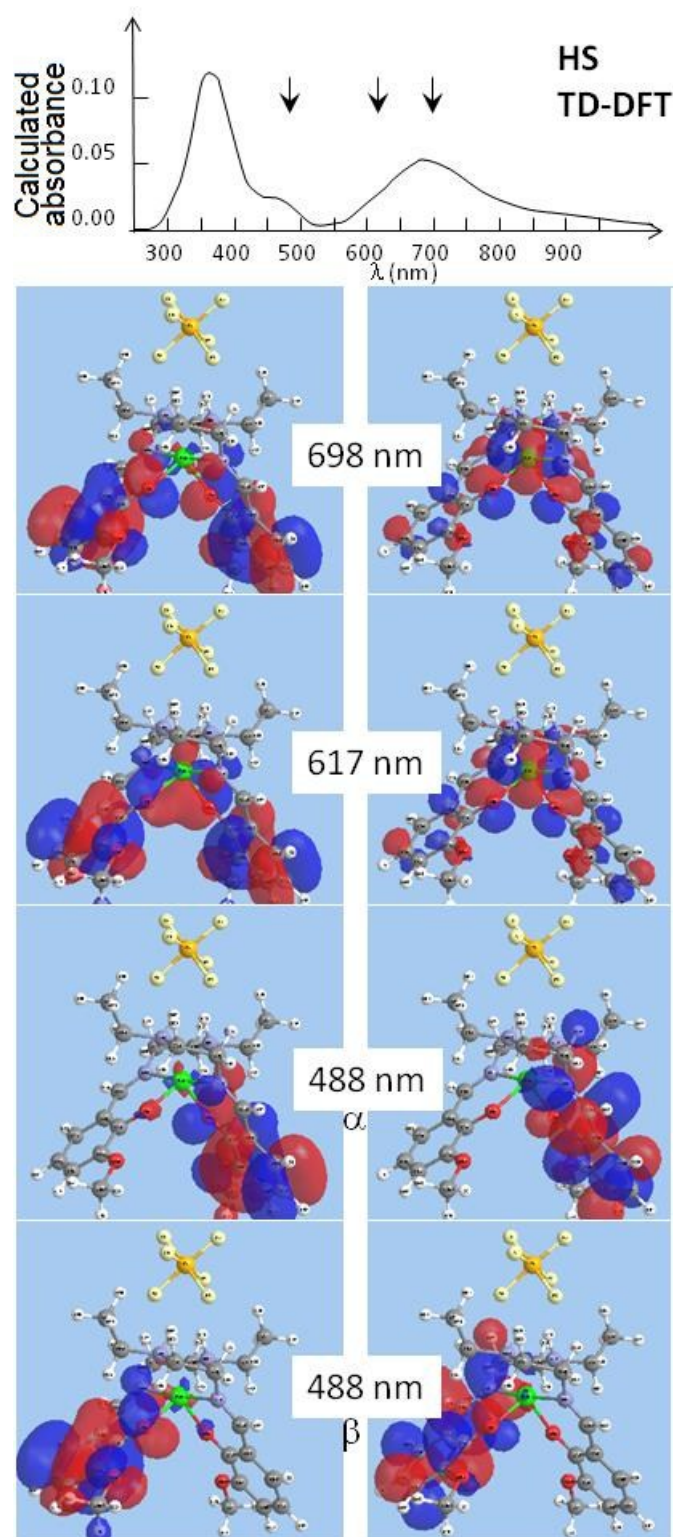 HS
TD-DFT
Calculated
absorbance
0.10
0.05
0.00
300 400 500 600 700 800 900
λ (nm)
698 nm
617 nm
488 nm
α
488 nm
β